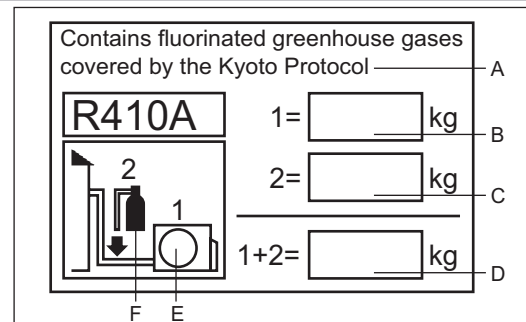 Contains fluorinated greenhouse gases
covered by the Kyoto Protocol
A
R410A
1= kg
B
2
1
2= kg
C
1+2= kg
D
F
E